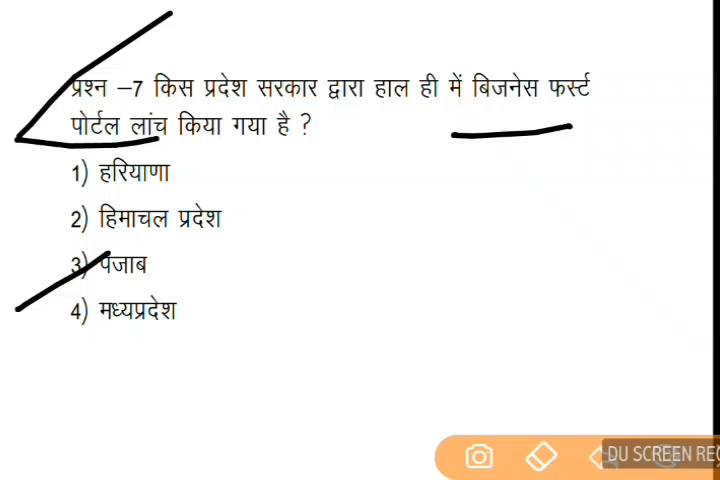 प्रश्न –7 किस प्रदेश सरकार द्वारा हाल ही में बिजनेस फर्स्ट
पोर्टल लांच किया गया है ?
1) हरियाणा
2) हिमाचल प्रदेश
3) पंजाब
4) मध्यप्रदेश
DU SCREEN REC